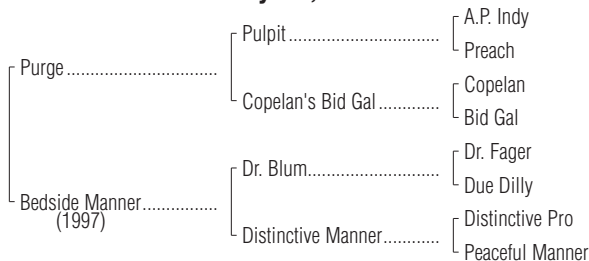 A.P. Indy
Pulpit
Preach
Purge
Copelan
Copelan's Bid Gal
Bid Gal
Dr. Fager
Dr. Blum
Due Dilly
Bedside Manner
(1997)
Distinctive Pro
Distinctive Manner
Peaceful Manner